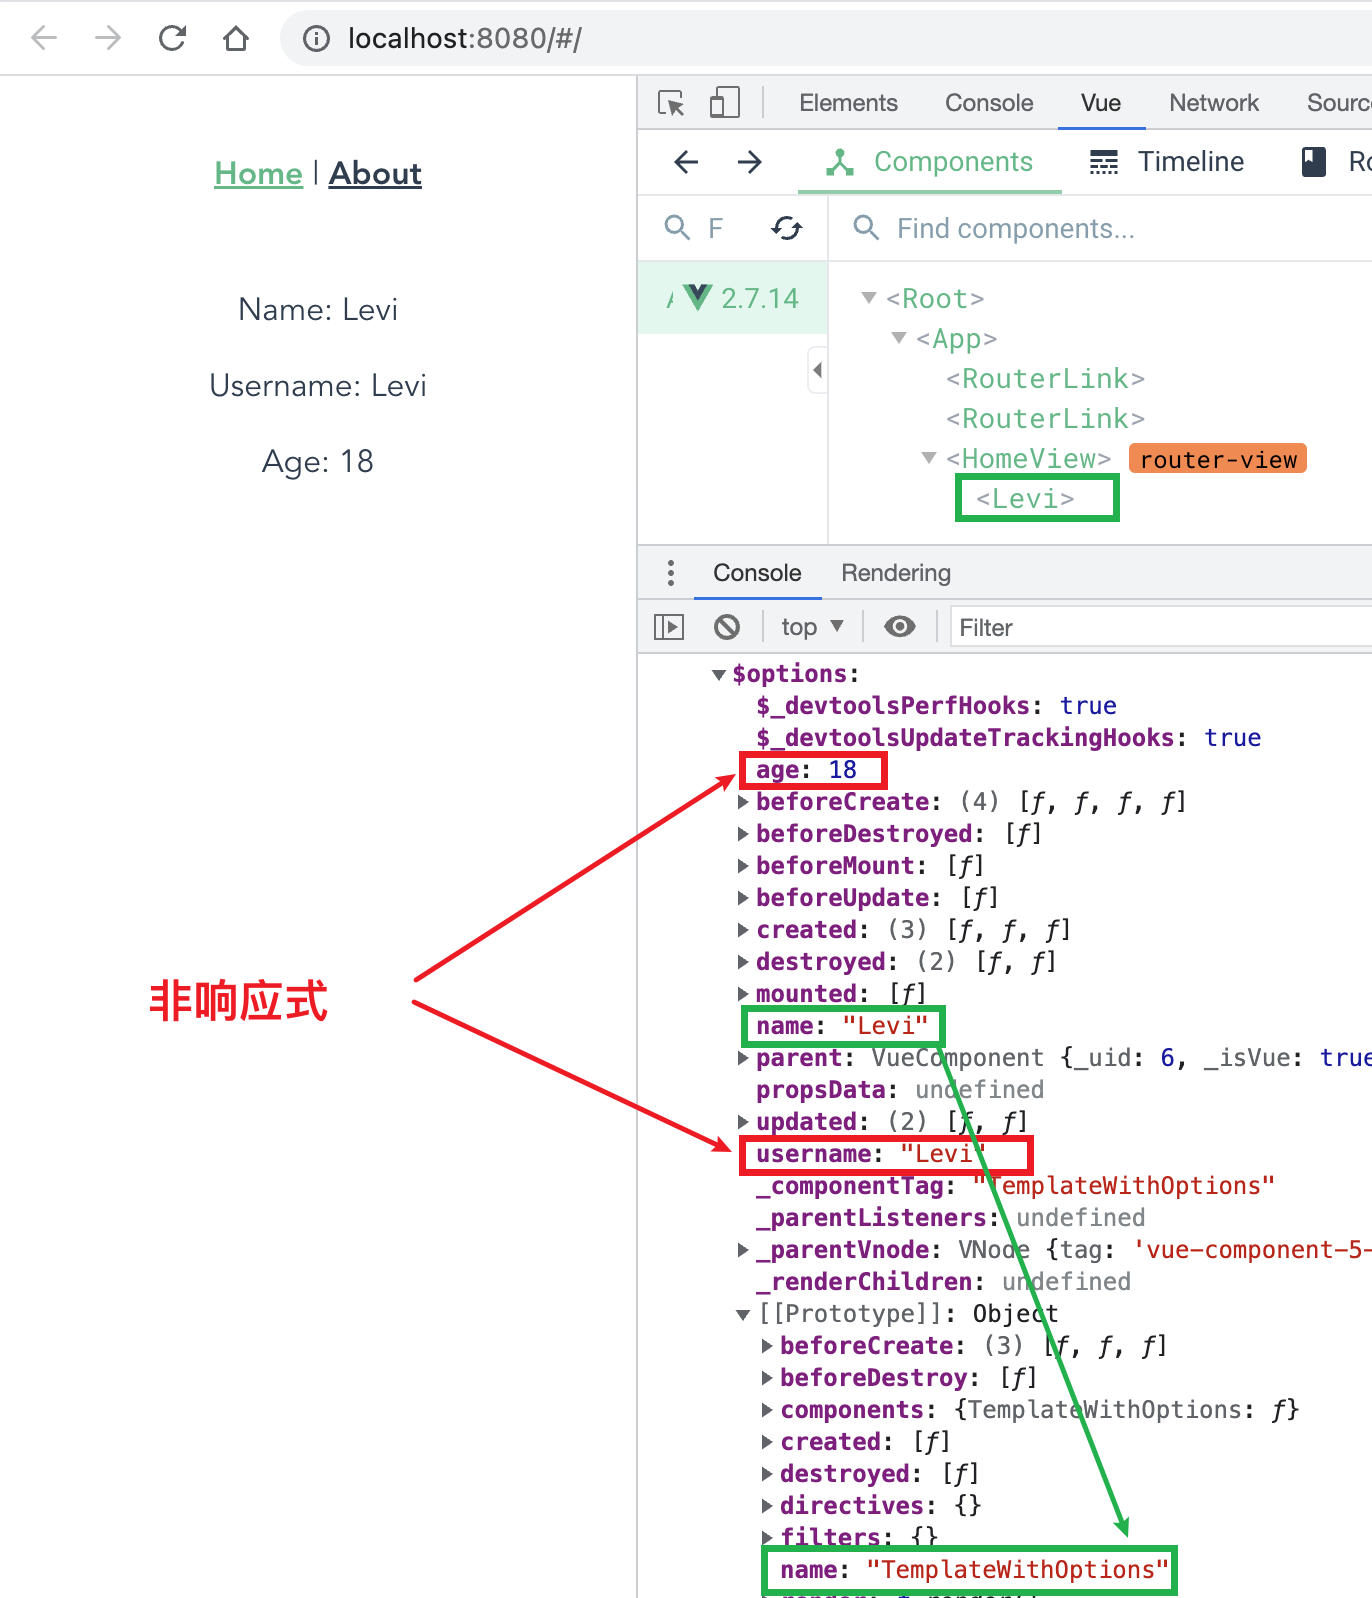 localhost:8080/#/
Elements Console Vue Network Sourc
Components Timeline Ro
Home | About
F Find components...
2.7.14
<Root>
Name: Levi
<App>
Username: Levi
<RouterLink>
<RouterLink>
Age: 18
<HomeView> router-view
<Levi>
Console Rendering
top Filter
$options:
$_devtoolsPerfHooks: true
$_devtoolsUpdateTrackingHooks: true
age: 18
beforeCreate: (4) [f, f, f, f]
beforeDestroyed: [f]
beforeMount: [f]
beforeUpdate: [f]
created: (3) [f, f, f]
destroyed: (2) [f, f]
mounted: [f]
非响应式
name: "Levi"
parent: VueComponent {_uid: 6, _isVue: true
propsData: undefined
updated: (2) [f, f]
username: "Levi"
_componentTag: "TemplateWithOptions"
_parentListeners: undefined
_parentVnode: VNode {tag: 'vue-component-5-
_renderChildren: undefined
[[Prototype]]: Object
beforeCreate: (3) [f, f, f]
beforeDestroy: [f]
components: {TemplateWithOptions: f}
created: [f]
destroyed: [f]
directives: {}
filters: {}
name: "TemplateWithOptions"